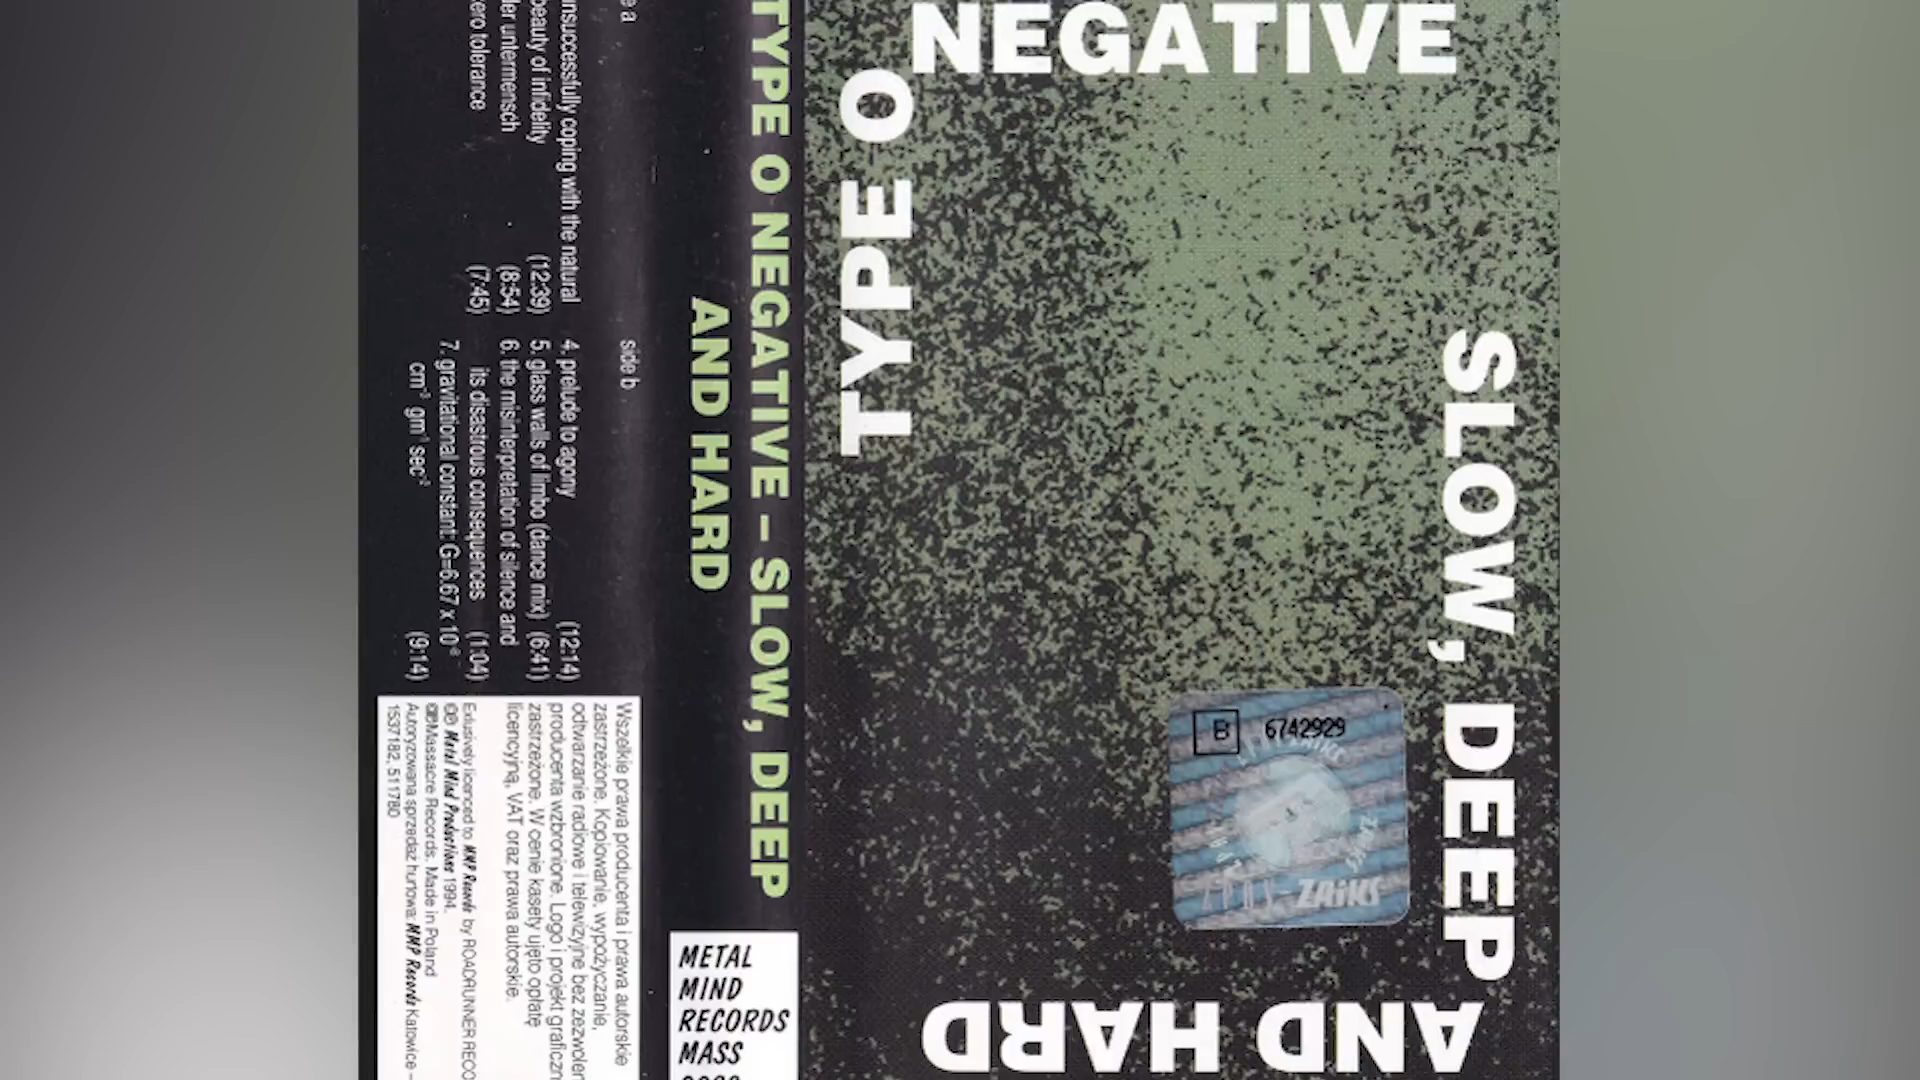 TYPE O
NEGATIVE
SLOW, DEEP
AND HARD
B 6742929
ZAiKS
TYPE O NEGATIVE – SLOW, DEEP
AND HARD
METAL
MIND
RECORDS
MASS
unsuccessfully coping with the natural
beauty of infidelity (12:39)
der untermensch (8:54)
zero tolerance (7:45)
side b
4. prelude to agony (12:14)
5. glass walls of limbo (dance mix) (6:41)
6. the misinterpretation of silence and
its disastrous consequences (1:04)
7. gravitational constant: G=6.67 x 10⁻⁸
cm⁻³ gm⁻¹ sec⁻²
(9:14)
Wszelkie prawa producenta i prawa autorskie
zastrzeżone. Kopiowanie, wypożyczanie,
odtwarzanie radiowe i telewizyjne bez
producenta wzbronione. Logo i projekt
zastrzeżone. W cenie kasety ujęto opłatę
licencyjną, VAT oraz prawa autorskie.
Exlusively licenced to MMP Records by ROADRUNNER
©℗ Metal Mind Productions 1994.
©℗ Massacre Records. Made in Poland
Autoryzowana sprzedaż hurtowa: MMP Records Katowice –
1537182, 511780